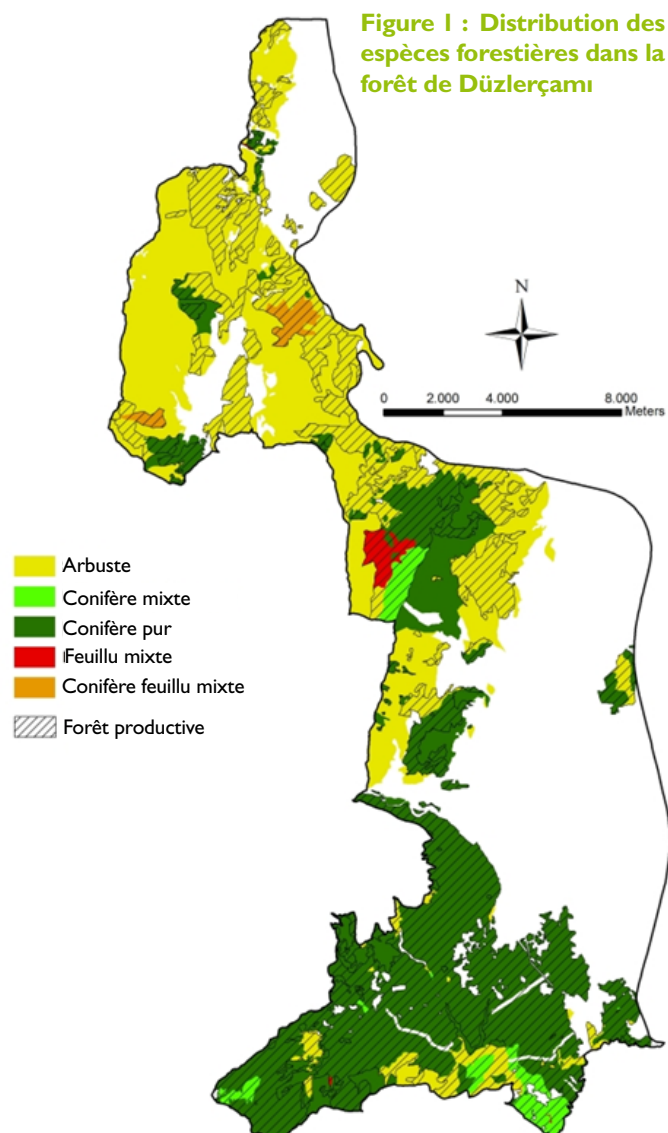 Figure 1 : Distribution des
espèces forestières dans la
forêt de Düzlerçamı
N
0 2.000 4.000 8.000
Meters
Arbuste
Conifère mixte
Conifère pur
Feuillu mixte
Conifère feuillu mixte
Forêt productive